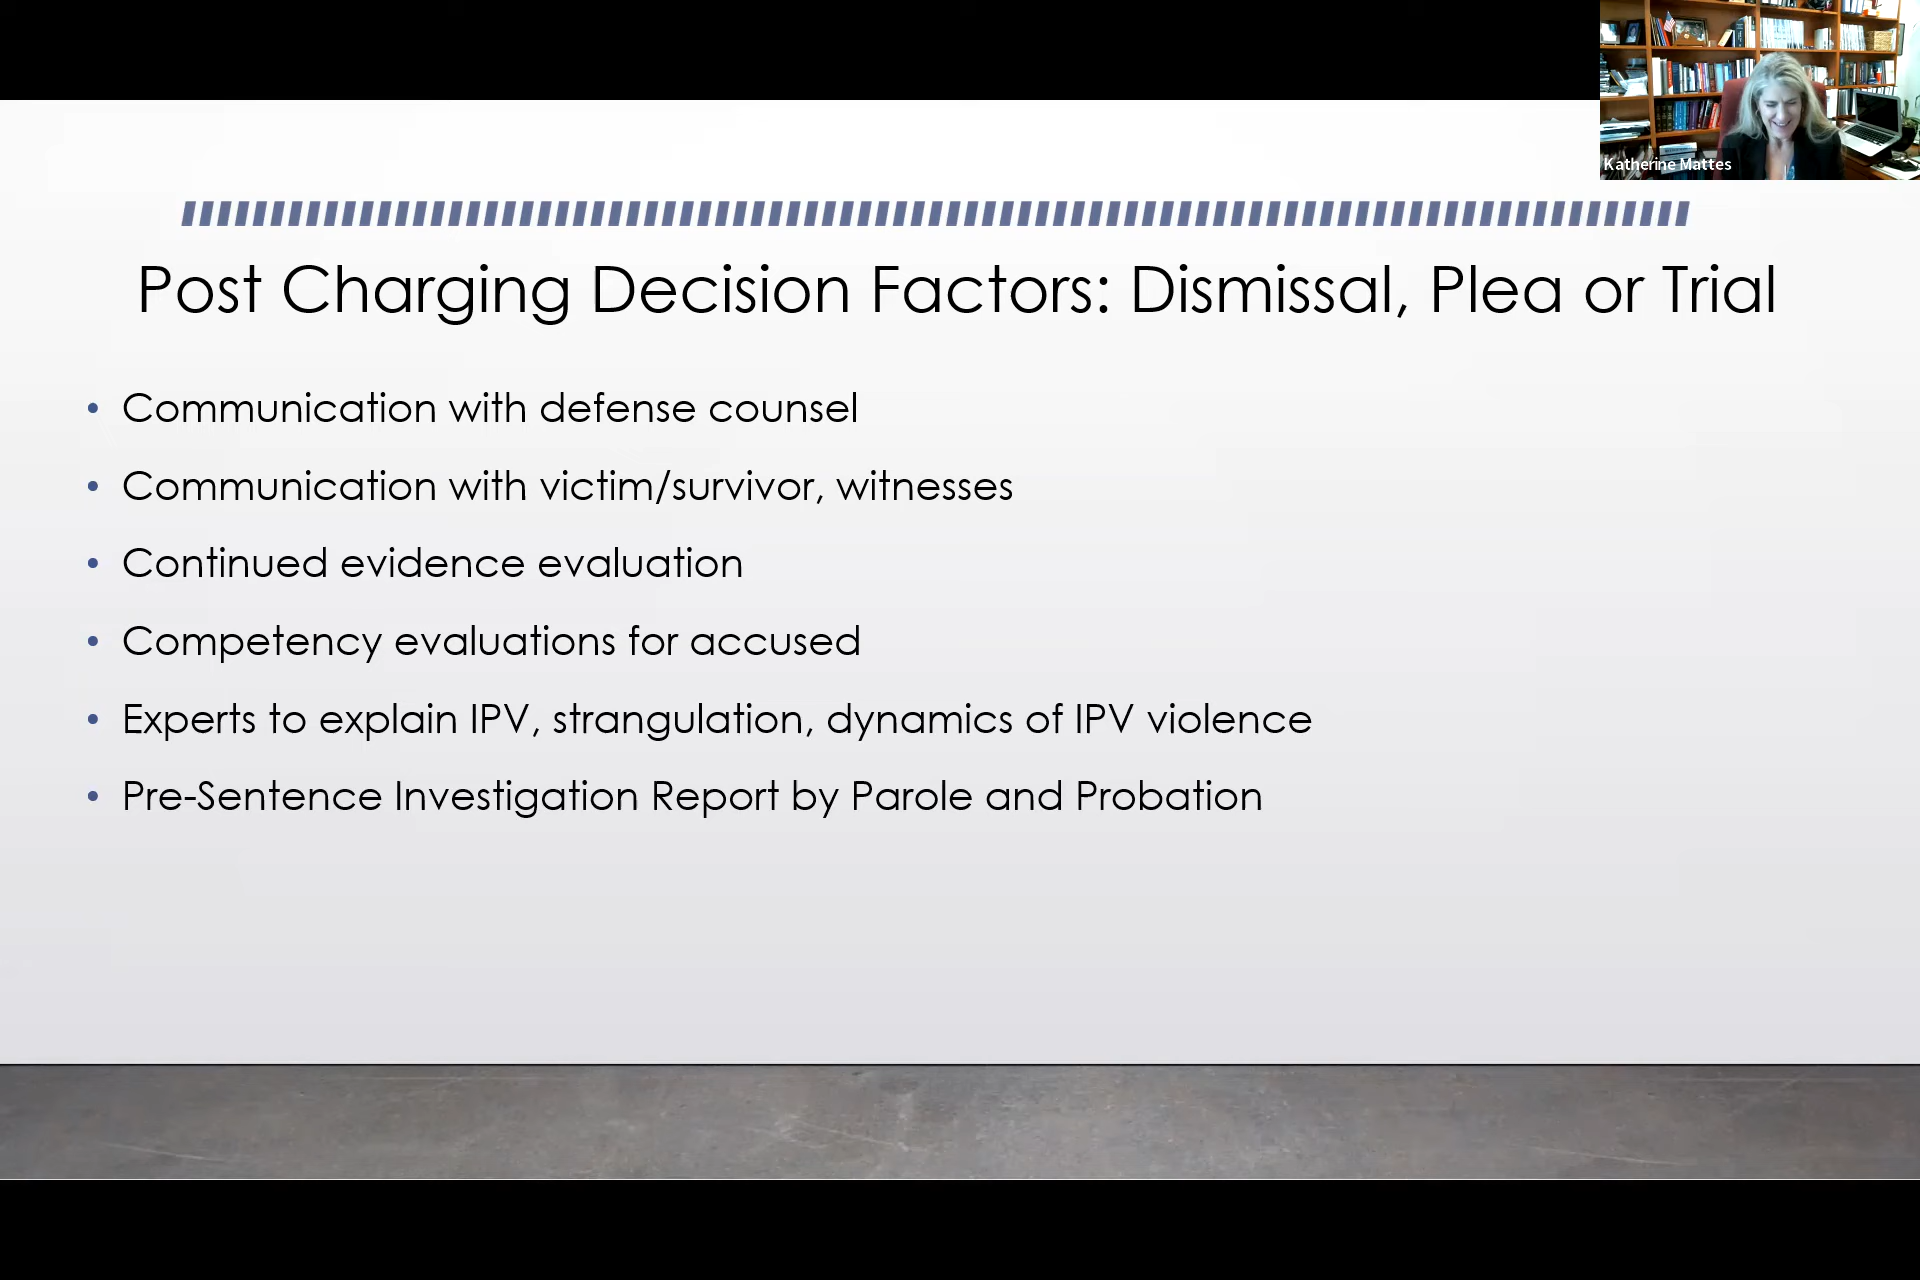 Katherine Mattes
Post Charging Decision Factors: Dismissal, Plea or Trial
• Communication with defense counsel
• Communication with victim/survivor, witnesses
• Continued evidence evaluation
• Competency evaluations for accused
• Experts to explain IPV, strangulation, dynamics of IPV violence
• Pre-Sentence Investigation Report by Parole and Probation